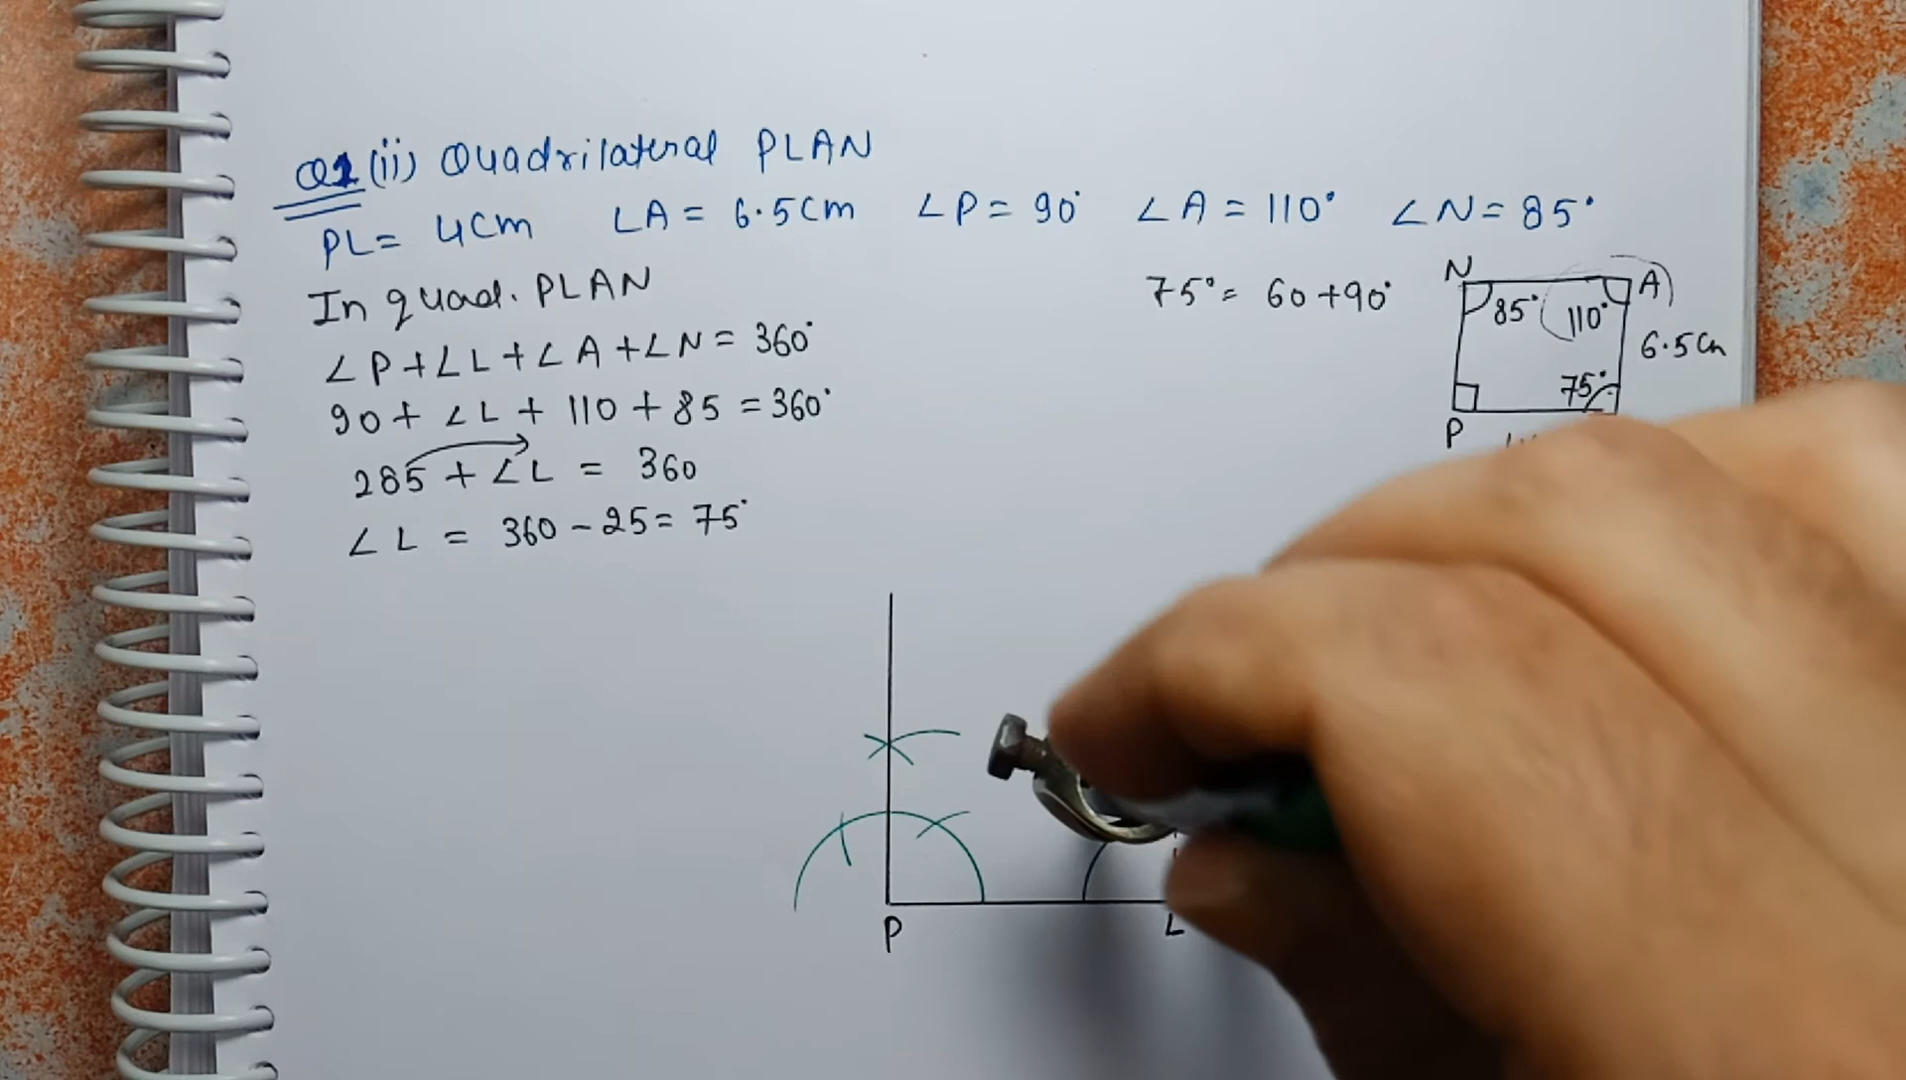 Q1 (ii) Quadrilateral PLAN
PL = 4cm LA = 6.5cm ∠P = 90° ∠A = 110° ∠N = 85°
In quad. PLAN
∠P + ∠L + ∠A + ∠N = 360°
90 + ∠L + 110 + 85 = 360°
285 + ∠L = 360
∠L = 360 - 25 = 75°
75° = 60 + 90°
N A
85° 110°
6.5cm
75°
P
P L